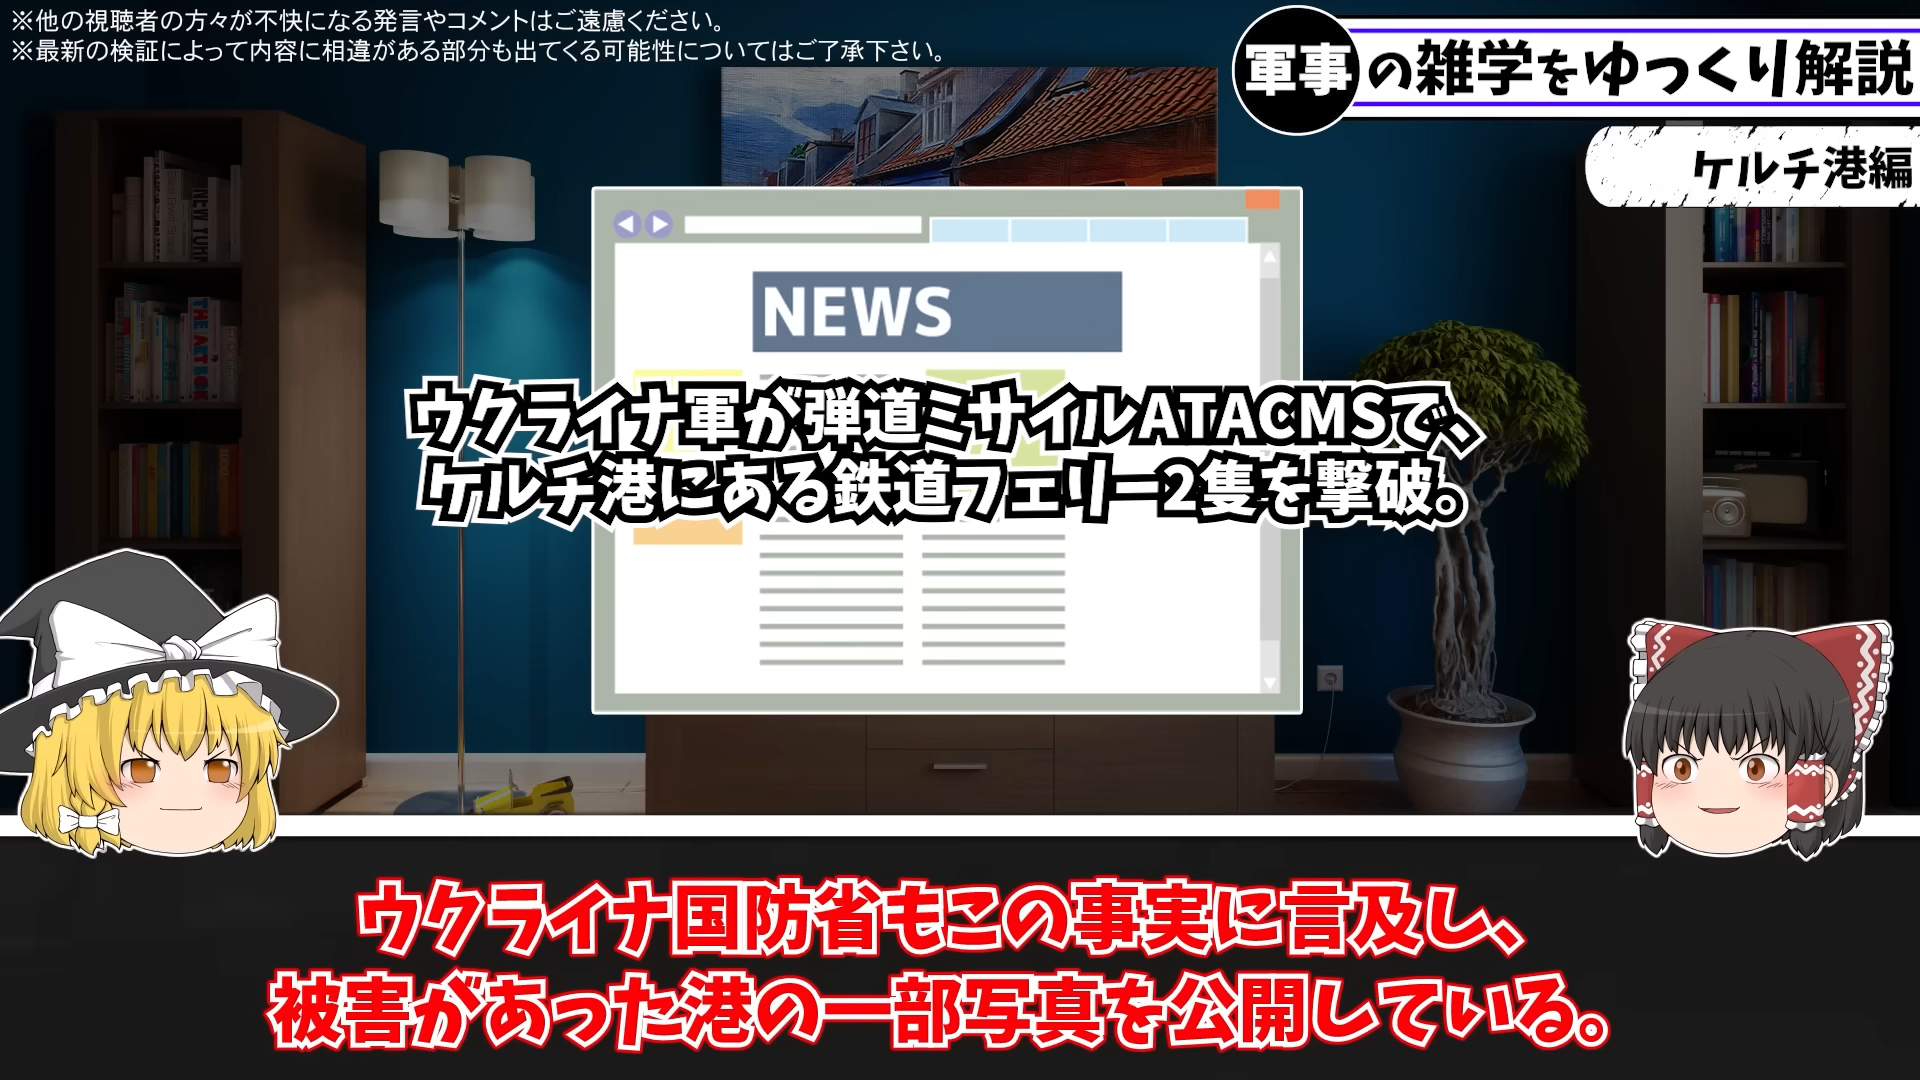 ※他の視聴者の方々が不快になる発言やコメントはご遠慮ください。
※最新の検証によって内容に相違がある部分も出てくる可能性についてはご了承下さい。
軍事の雑学をゆっくり解説
ケルチ港編
NEWS
ウクライナ軍が弾道ミサイルATACMSで、
ケルチ港にある鉄道フェリー2隻を撃破。
ウクライナ国防省もこの事実に言及し、
被害があった港の一部写真を公開している。